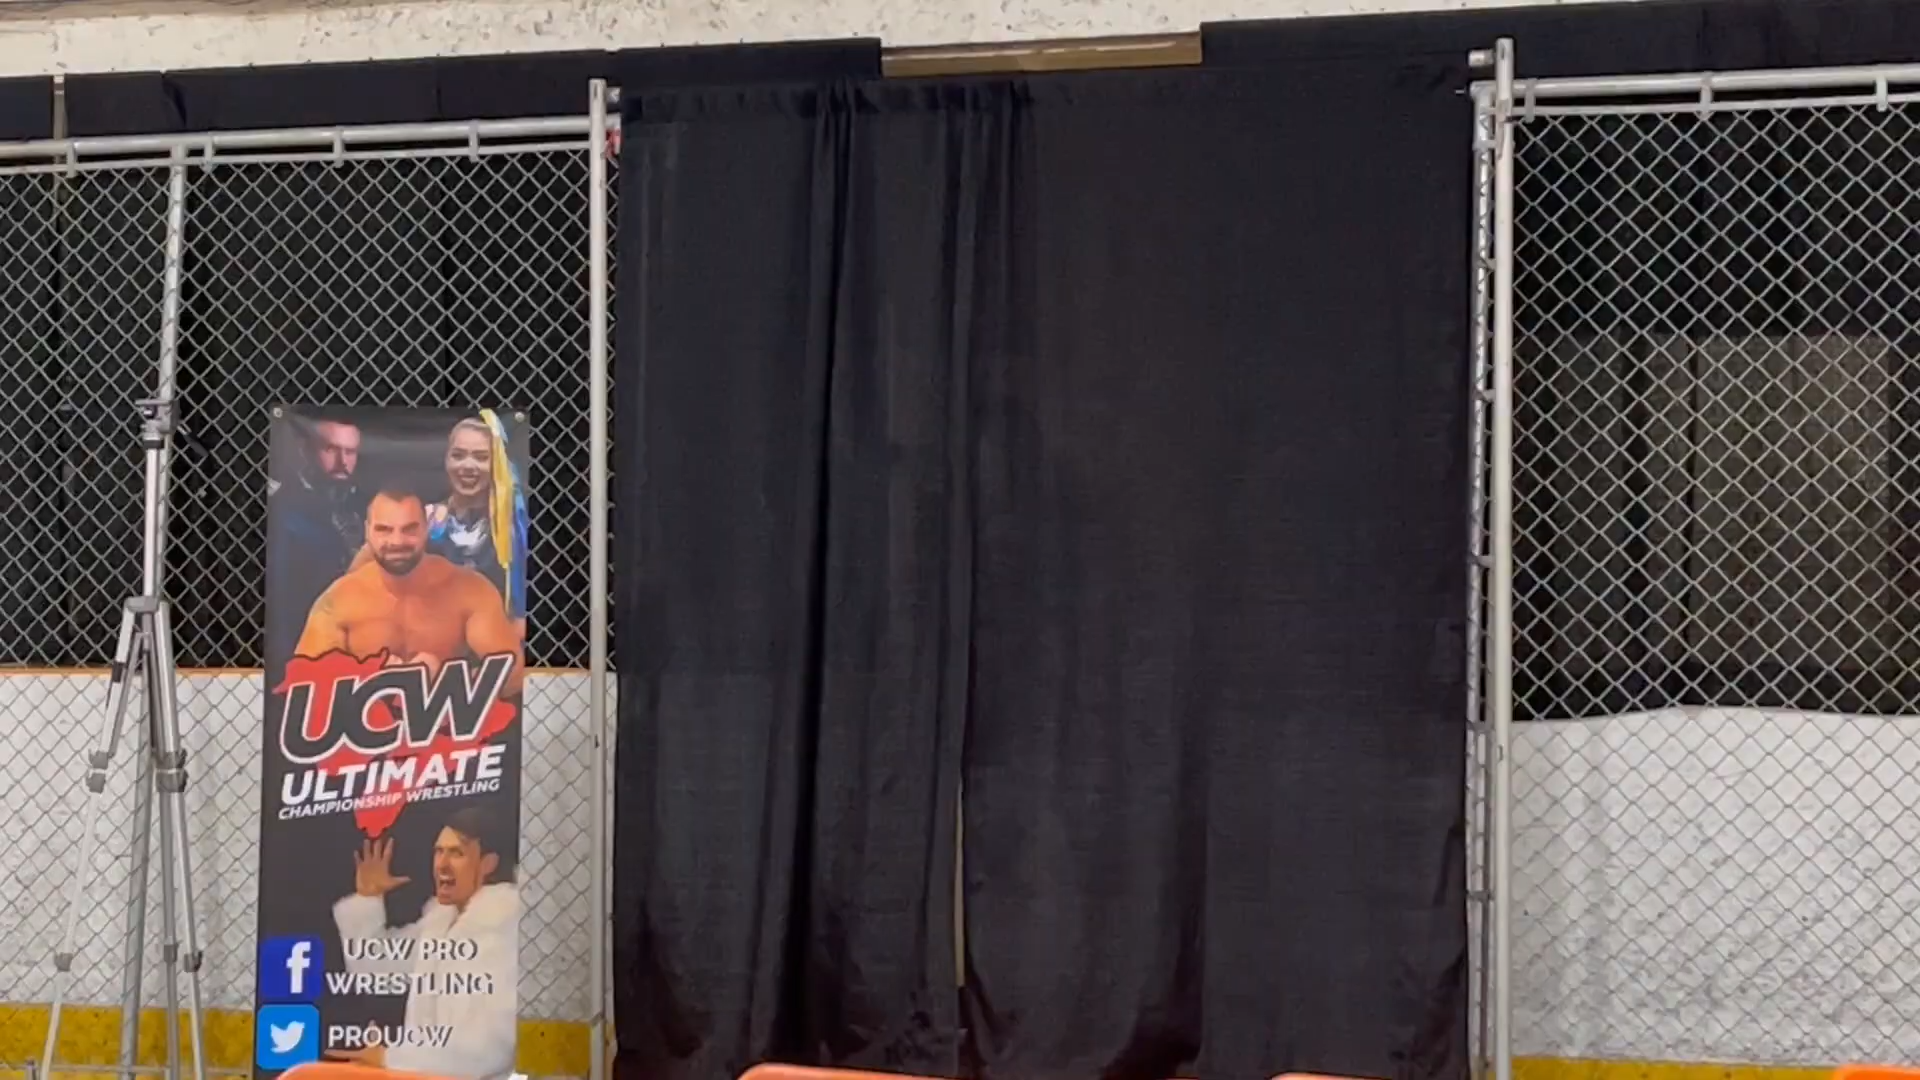 UCW
ULTIMATE
CHAMPIONSHIP WRESTLING
f UCW PRO
WRESTLING
PROUCW